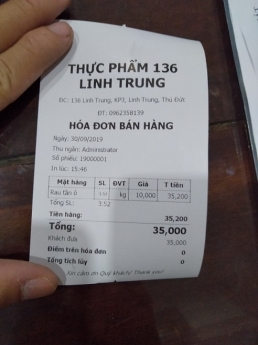 THỰC PHẨM 136
LINH TRUNG
ĐC: 136 Linh Trung, KP1, Linh Trung, Thủ Đức
ĐT: 0962358139
HÓA ĐƠN BÁN HÀNG
Ngày: 30/09/2019
Thu ngân: Administrator
Số phiếu: 19000001
In lúc: 15:46
Mặt hàng SL ĐVT Giá T tiền
Rau tần ô 3.52 kg 10,000 35,200
Tổng SL: 3.52
Tiền hàng: 35,200
Tổng: 35,000
Khách đưa 35,000
Điểm trên hóa đơn 0
Tổng tích lũy 0
Xin cảm ơn Quý khách/ Thank you!